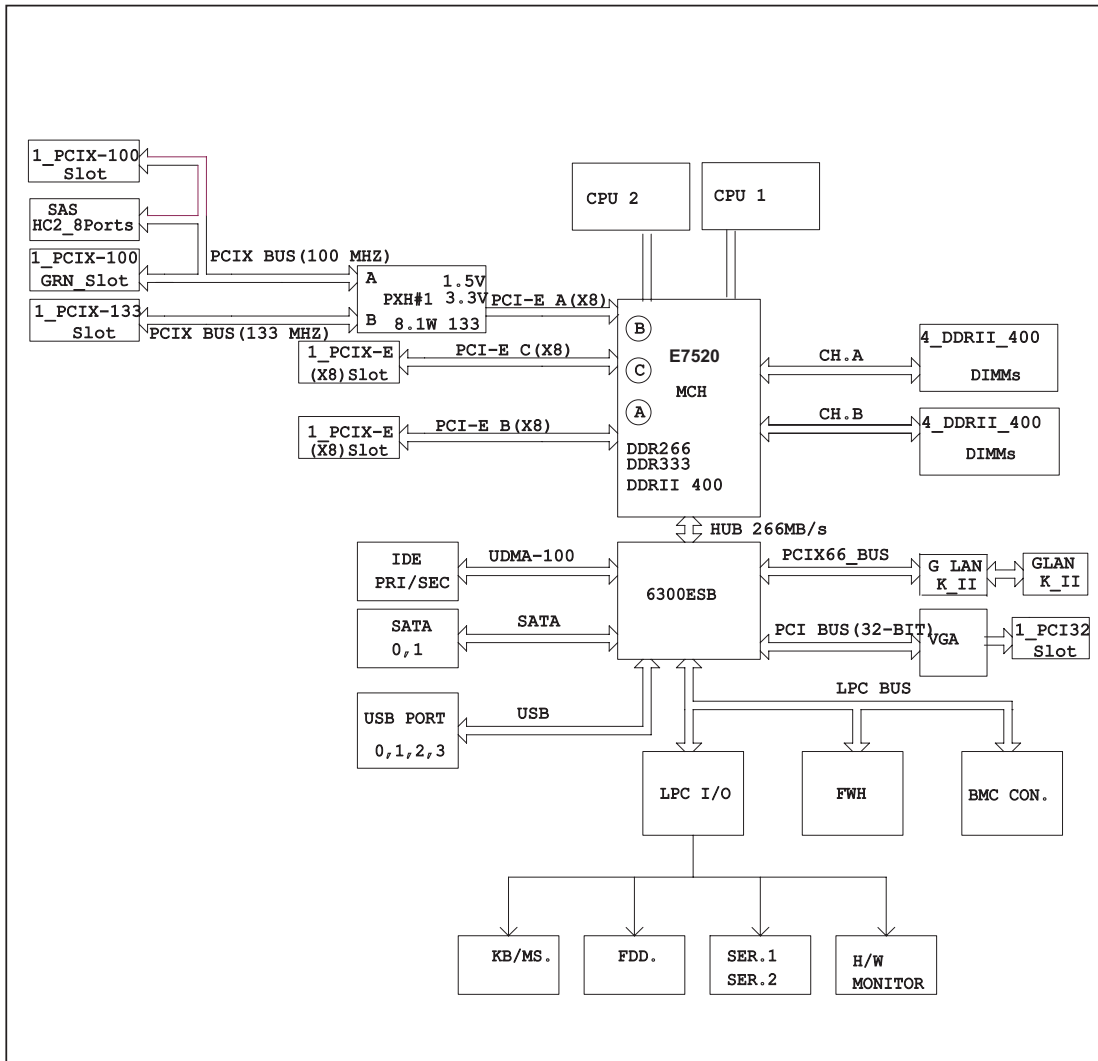 1_PCIX-100
Slot
SAS
HC2_8Ports
1_PCIX-100
GRN_Slot
1_PCIX-133
Slot
PCIX BUS(100 MHZ)
PCIX BUS(133 MHZ)
A
1.5V
PXH#1 3.3V
B
8.1W 133
CPU 2
CPU 1
PCI-E A(X8)
1_PCIX-E
(X8)Slot
PCI-E C(X8)
1_PCIX-E
(X8)Slot
PCI-E B(X8)
B
E7520
C
MCH
A
DDR266
DDR333
DDRII 400
CH.A
4_DDRII_400
DIMMs
CH.B
4_DDRII_400
DIMMs
HUB 266MB/s
IDE
PRI/SEC
UDMA-100
6300ESB
PCIX66_BUS
G LAN
K_II
GLAN
K_II
SATA
0,1
SATA
PCI BUS(32-BIT)
VGA
1_PCI32
Slot
USB PORT
0,1,2,3
USB
LPC BUS
LPC I/O
FWH
BMC CON.
KB/MS.
FDD.
SER.1
SER.2
H/W
MONITOR